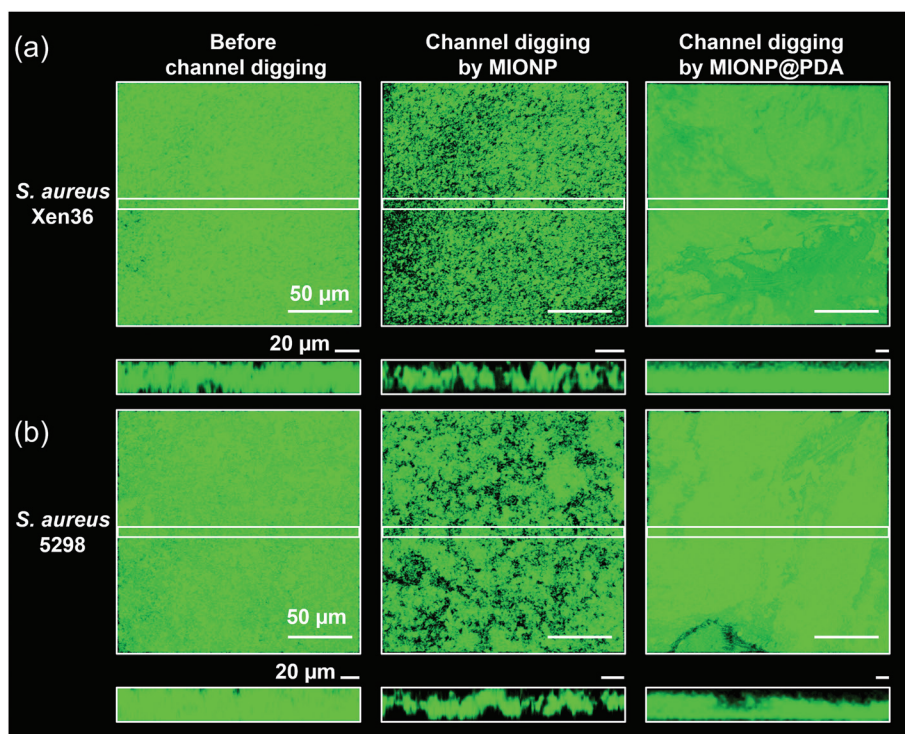 (a)
Before
channel digging
Channel digging
by MIONP
Channel digging
by MIONP@PDA
S. aureus
Xen36
50 μm
20 μm
(b)
S. aureus
5298
50 μm
20 μm